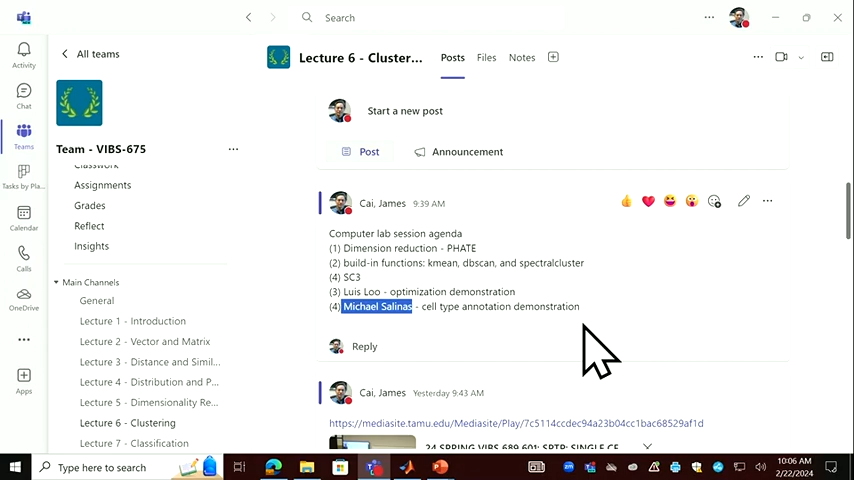 Search
All teams
Lecture 6 - Cluster...
Posts
Files
Notes
Activity
Chat
Teams
Tasks by Pla...
Calendar
Calls
OneDrive
Apps
Team - VIBS-675
Classwork
Assignments
Grades
Reflect
Insights
Main Channels
General
Lecture 1 - Introduction
Lecture 2 - Vector and Matrix
Lecture 3 - Distance and Simil...
Lecture 4 - Distribution and P...
Lecture 5 - Dimensionality Re...
Lecture 6 - Clustering
Lecture 7 - Classification
Start a new post
Post
Announcement
Cai, James 9:39 AM
Computer lab session agenda
(1) Dimension reduction - PHATE
(2) build-in functions: kmean, dbscan, and spectralcluster
(4) SC3
(3) Luis Loo - optimization demonstration
(4) Michael Salinas - cell type annotation demonstration
Reply
Cai, James Yesterday 9:43 AM
https://mediasite.tamu.edu/Mediasite/Play/7c5114ccdec94a23b04cc1bac68529af1d
24 SPRING VIBS 689 601: SPTP: SINGLE CE
Type here to search
10:06 AM
2/22/2024